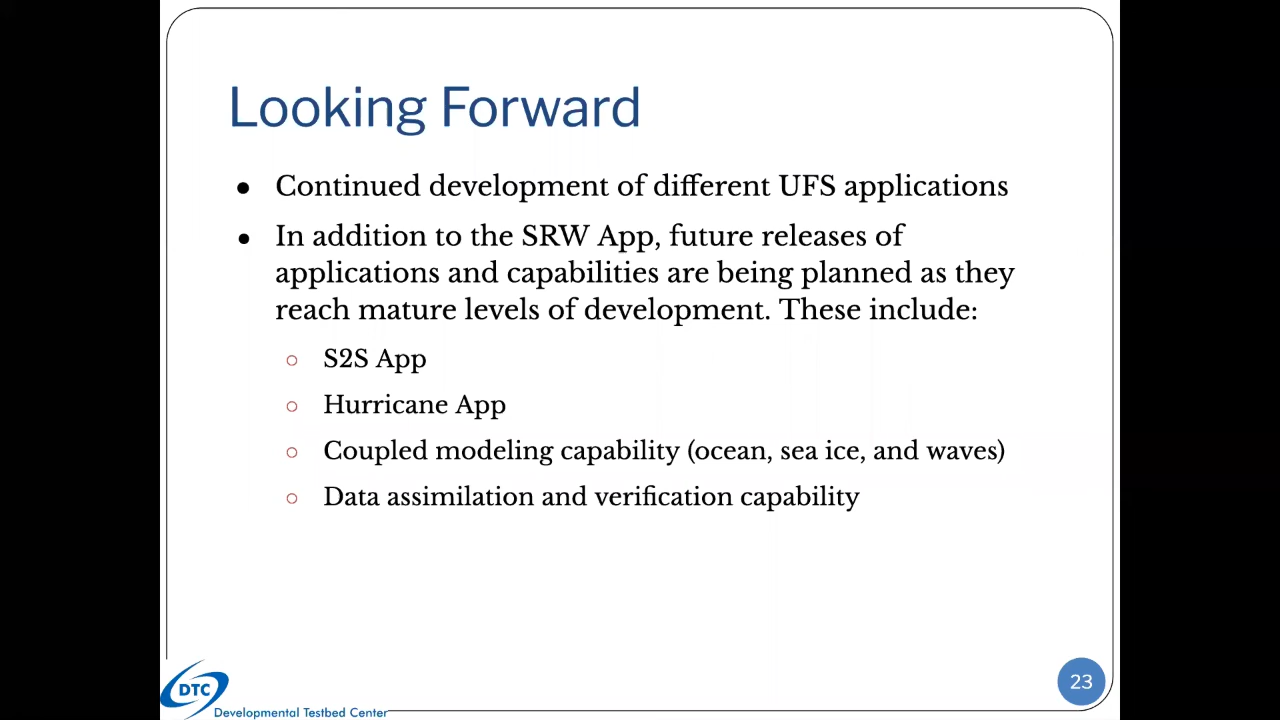 Looking Forward
● Continued development of different UFS applications
● In addition to the SRW App, future releases of
applications and capabilities are being planned as they
reach mature levels of development. These include:
○ S2S App
○ Hurricane App
○ Coupled modeling capability (ocean, sea ice, and waves)
○ Data assimilation and verification capability
DTC
Developmental Testbed Center
23